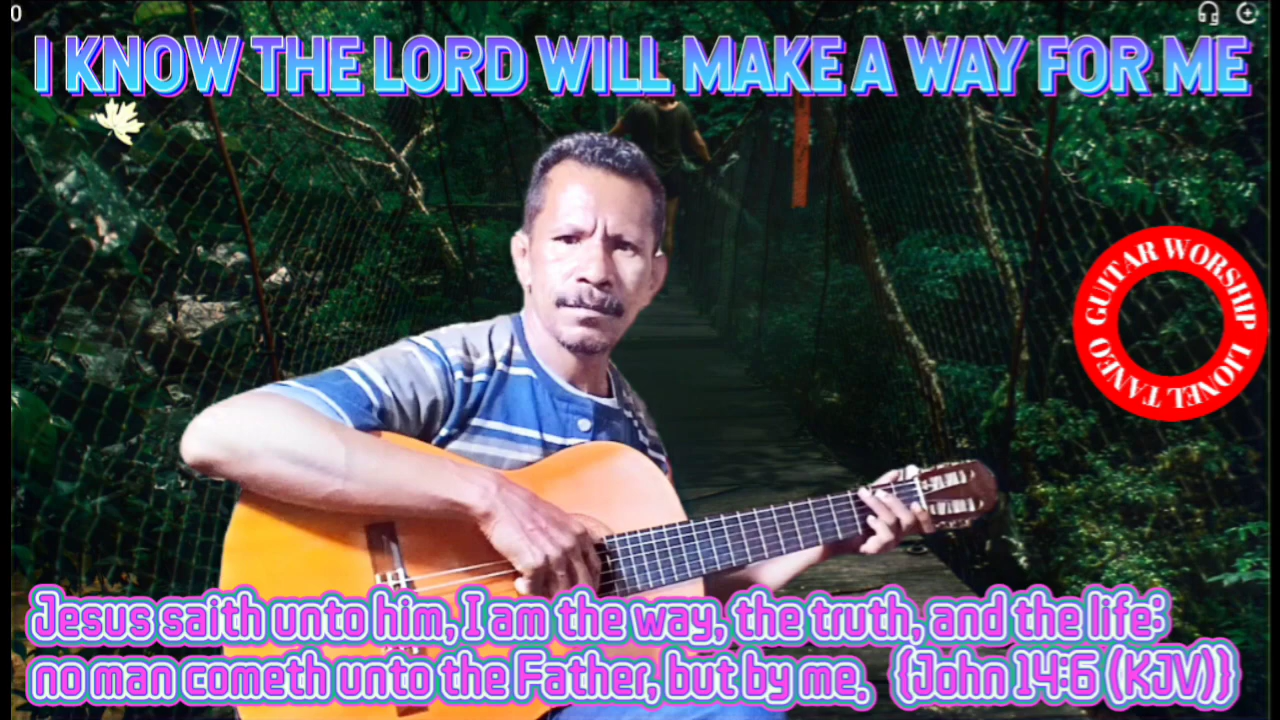 0
I KNOW THE LORD WILL MAKE A WAY FOR ME
GUITAR WORSHIP
LIONEL TANEO
Jesus saith unto him, I am the way, the truth, and the life:
no man cometh unto the Father, but by me. {John 14:6 (KJV)}